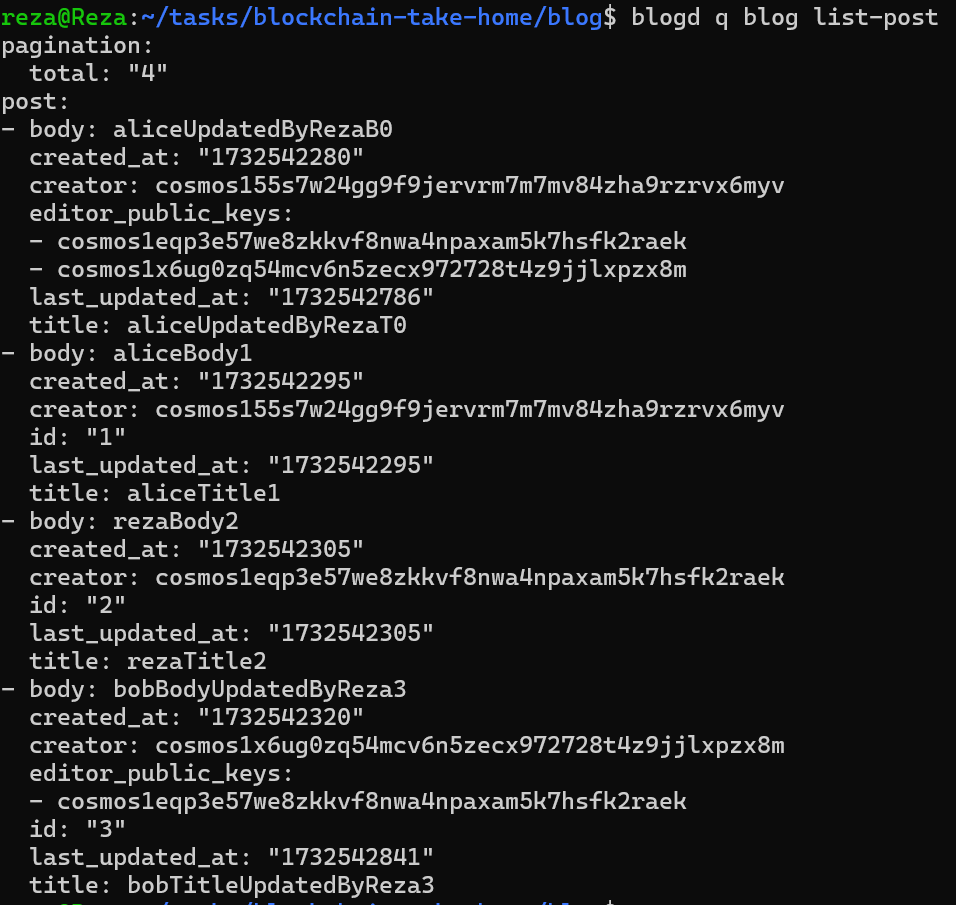 reza@Reza:~/tasks/blockchain-take-home/blog$ blogd q blog list-post
pagination:
  total: "4"
post:
- body: aliceUpdatedByRezaB0
  created_at: "1732542280"
  creator: cosmos155s7w24gg9f9jervrm7m7mv84zha9rzrvx6myv
  editor_public_keys:
  - cosmos1eqp3e57we8zkkvf8nwa4npaxam5k7hsfk2raek
  - cosmos1x6ug0zq54mcv6n5zecx972728t4z9jjlxpzx8m
  last_updated_at: "1732542786"
  title: aliceUpdatedByRezaT0
- body: aliceBody1
  created_at: "1732542295"
  creator: cosmos155s7w24gg9f9jervrm7m7mv84zha9rzrvx6myv
  id: "1"
  last_updated_at: "1732542295"
  title: aliceTitle1
- body: rezaBody2
  created_at: "1732542305"
  creator: cosmos1eqp3e57we8zkkvf8nwa4npaxam5k7hsfk2raek
  id: "2"
  last_updated_at: "1732542305"
  title: rezaTitle2
- body: bobBodyUpdatedByReza3
  created_at: "1732542320"
  creator: cosmos1x6ug0zq54mcv6n5zecx972728t4z9jjlxpzx8m
  editor_public_keys:
  - cosmos1eqp3e57we8zkkvf8nwa4npaxam5k7hsfk2raek
  id: "3"
  last_updated_at: "1732542841"
  title: bobTitleUpdatedByReza3